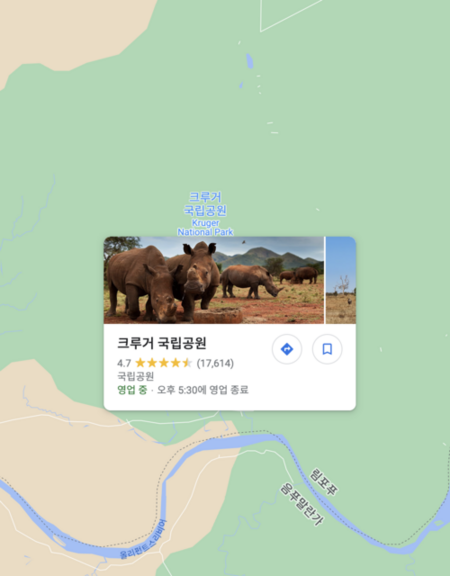 크루거
국립공원
Kruger
National Park
크루거 국립공원
4.7 (17,614)
국립공원
영업 중 · 오후 5:30에 영업 종료
림포푸
음푸말란가
올리판트스리비어